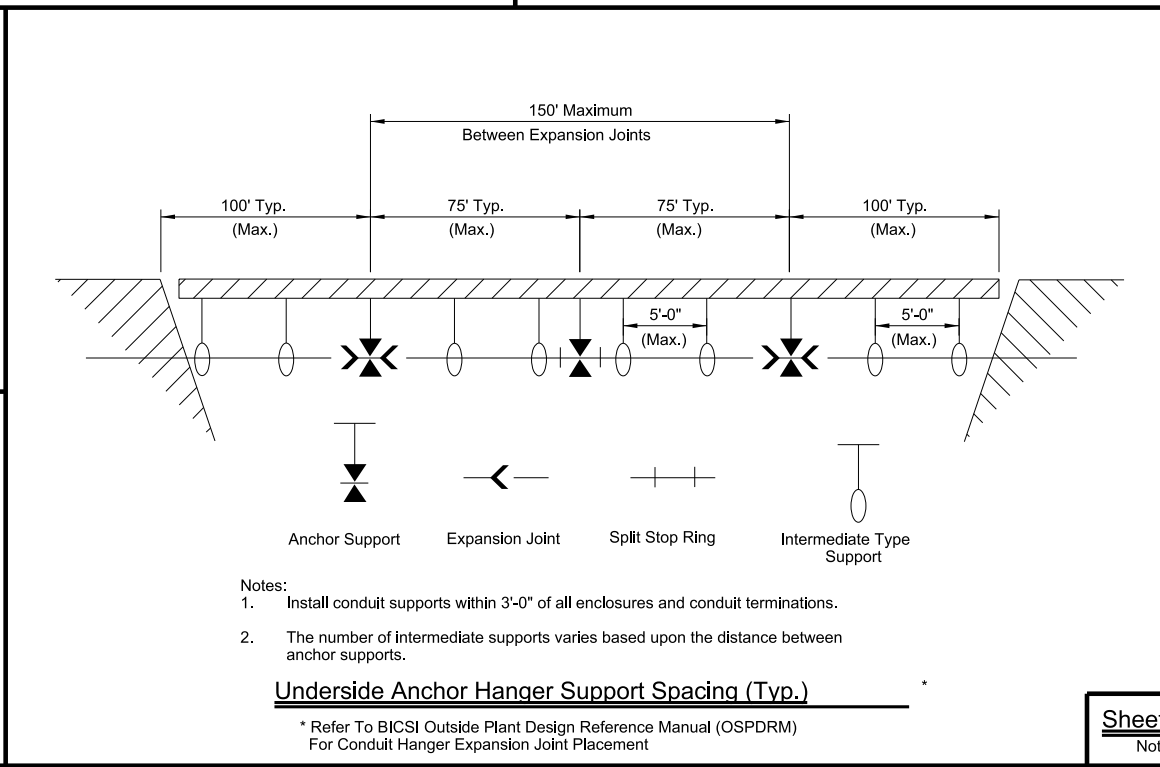 150' Maximum
Between Expansion Joints
100' Typ.
(Max.)
75' Typ.
(Max.)
75' Typ.
(Max.)
100' Typ.
(Max.)
5'-0"
(Max.)
5'-0"
(Max.)
Anchor Support
Expansion Joint
Split Stop Ring
Intermediate Type
Support
Notes:
1. Install conduit supports within 3'-0" of all enclosures and conduit terminations.
2. The number of intermediate supports varies based upon the distance between
anchor supports.
Underside Anchor Hanger Support Spacing (Typ.) *
* Refer To BICSI Outside Plant Design Reference Manual (OSPDRM)
For Conduit Hanger Expansion Joint Placement
Sheet
Not